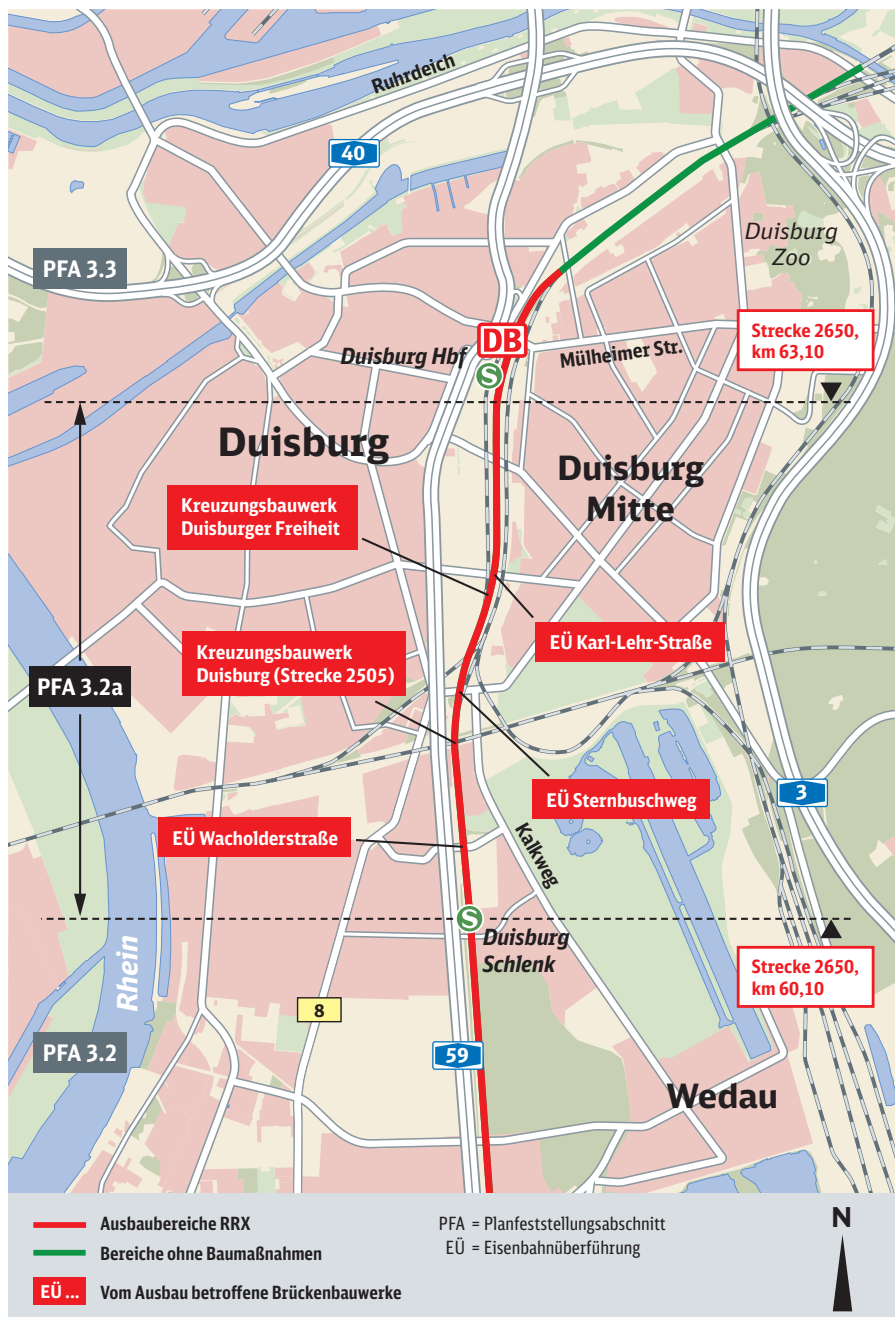 Ruhrdeich
40
Duisburg
Zoo
PFA 3.3
Strecke 2650,
km 63,10
DB
Duisburg Hbf
Mülheimer Str.
S
Duisburg
Duisburg
Mitte
Kreuzungsbauwerk
Duisburger Freiheit
EÜ Karl-Lehr-Straße
Kreuzungsbauwerk
Duisburg (Strecke 2505)
PFA 3.2a
EÜ Sternbuschweg
3
EÜ Wacholderstraße
Kalkweg
S
Duisburg
Schlenk
Rhein
Strecke 2650,
km 60,10
8
PFA 3.2
59
Wedau
Ausbaubereiche RRX
Bereiche ohne Baumaßnahmen
EÜ ... Vom Ausbau betroffene Brückenbauwerke
PFA = Planfeststellungsabschnitt
EÜ = Eisenbahnüberführung
N